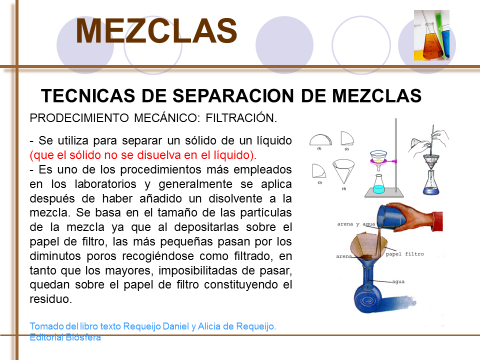 MEZCLAS
TECNICAS DE SEPARACION DE MEZCLAS
PRODECIMIENTO MECÁNICO: FILTRACIÓN.
- Se utiliza para separar un sólido de un líquido
(que el sólido no se disuelva en el líquido).
- Es uno de los procedimientos más empleados
en los laboratorios y generalmente se aplica
después de haber añadido un disolvente a la
mezcla. Se basa en el tamaño de las partículas
de la mezcla ya que al depositarlas sobre el
papel de filtro, las más pequeñas pasan por los
diminutos poros recogiéndose como filtrado, en
tanto que los mayores, imposibilitadas de pasar,
quedan sobre el papel de filtro constituyendo el
residuo.
arena y agua
papel filtro
arena
agua
Tomado del libro texto Requeijo Daniel y Alicia de Requeijo.
Editorial Biosfera